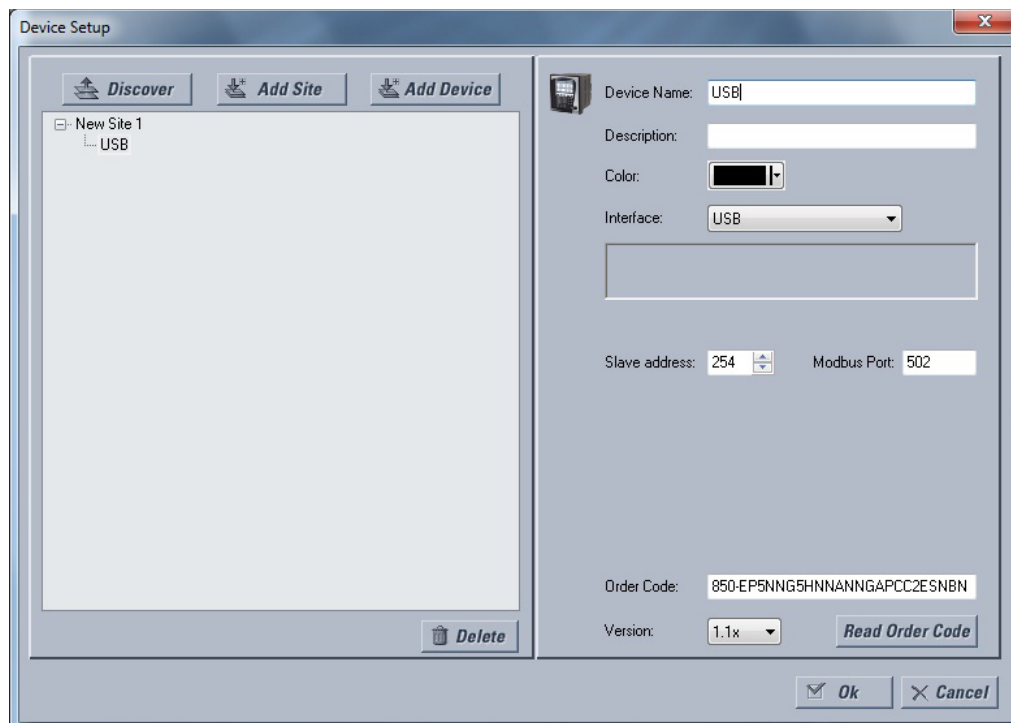 Device Setup
Discover Add Site Add Device
New Site 1
USB
Delete
Device Name: USB
Description:
Color:
Interface: USB
Slave address: 254 Modbus Port: 502
Order Code: 850-EP5NNG5HNNANNGAPCC2ESNBN
Version: 1.1x Read Order Code
Ok Cancel